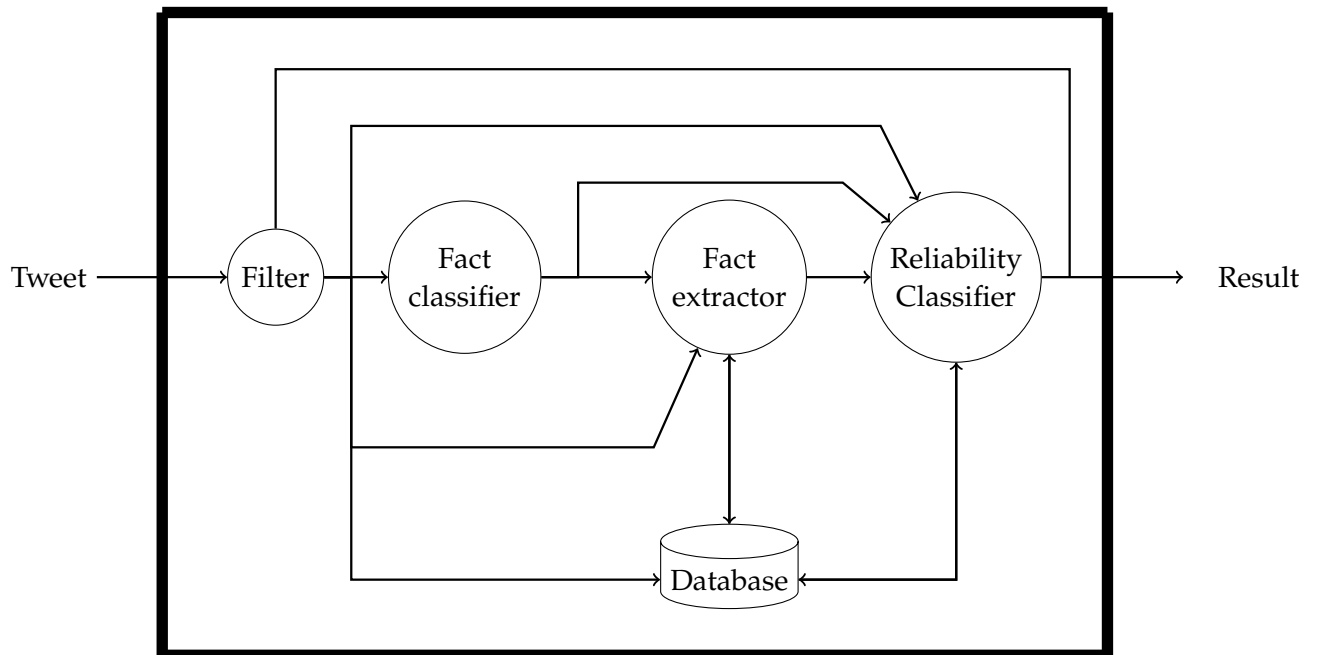 Tweet
Filter
Fact
classifier
Fact
extractor
Reliability
Classifier
Result
Database